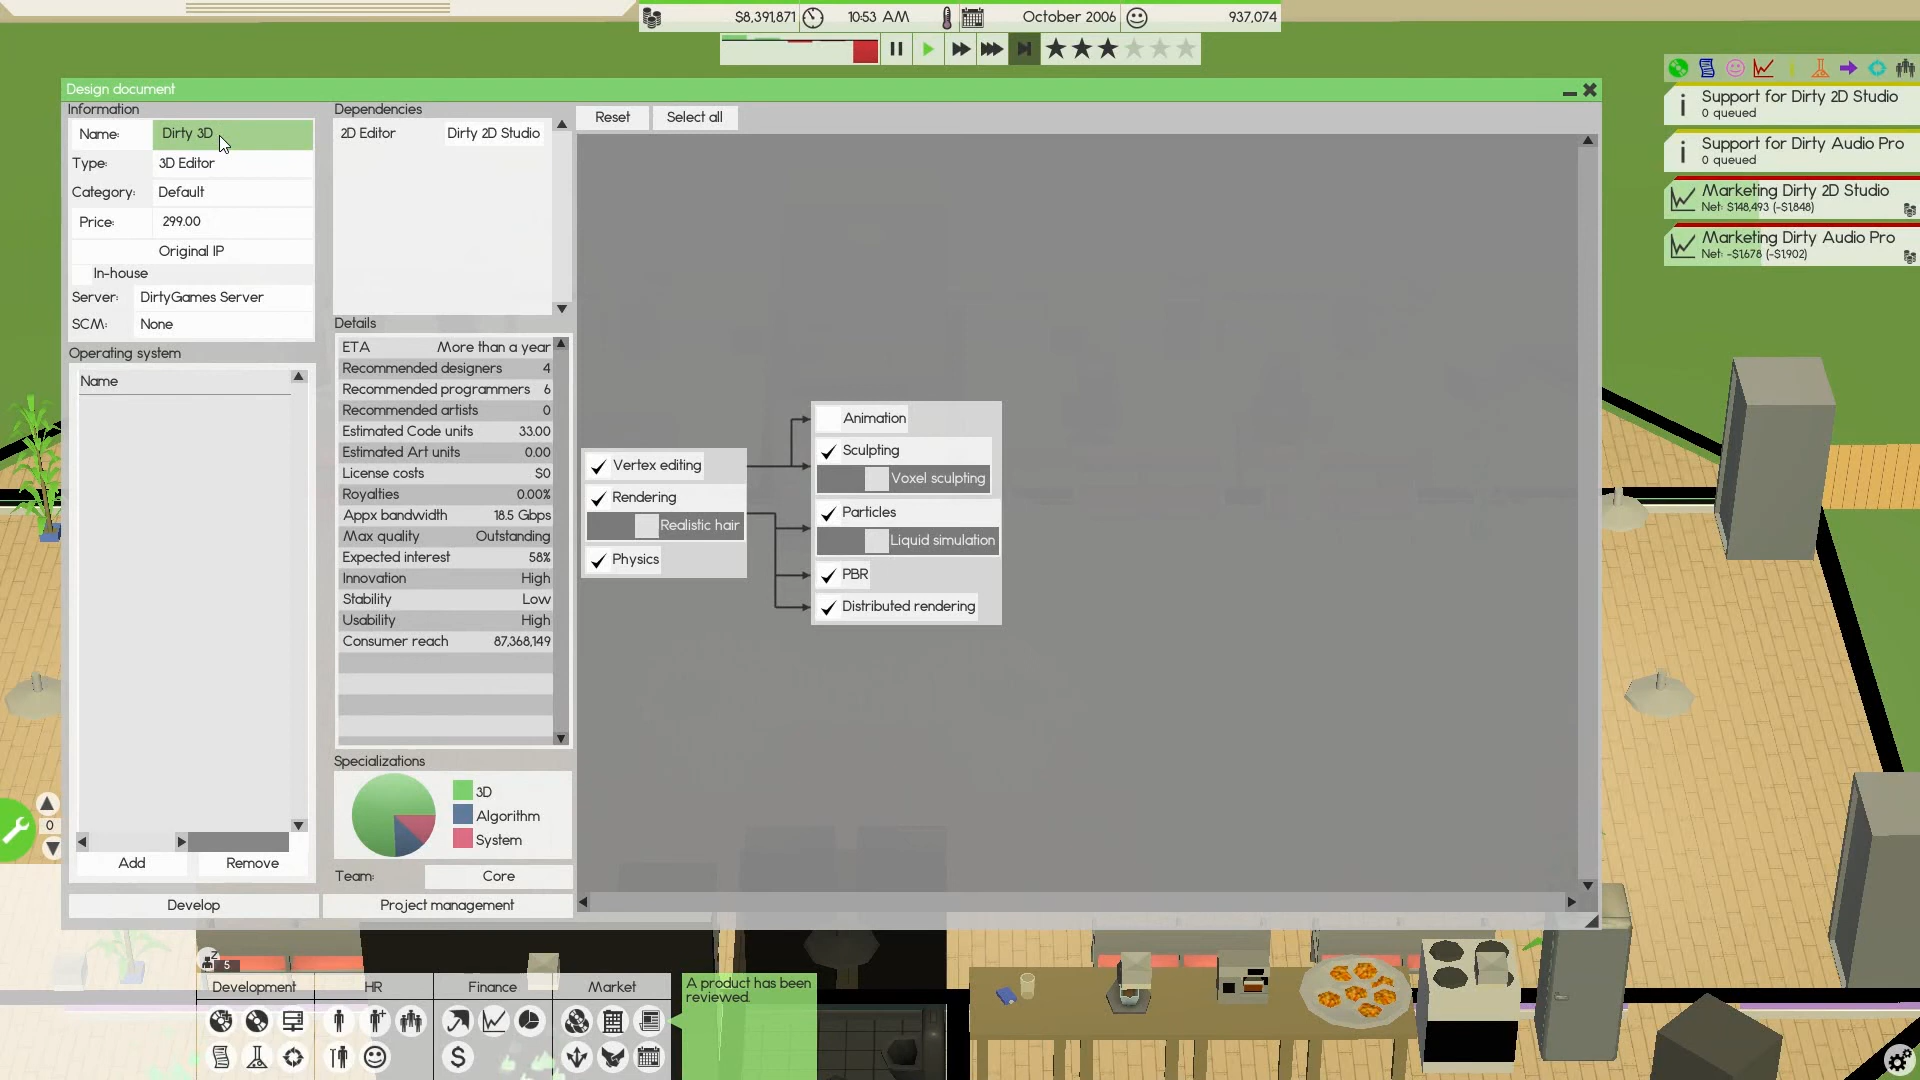 $8,391,871
10:53 AM
October 2006
937,074
Design document
Information
Name: Dirty 3D
Type: 3D Editor
Category: Default
Price: 299.00
Original IP
In-house
Server: DirtyGames Server
SCM: None
Operating system
Name
Add
Remove
Develop
Dependencies
2D Editor Dirty 2D Studio
Details
ETA More than a year
Recommended designers 4
Recommended programmers 6
Recommended artists 0
Estimated Code units 33.00
Estimated Art units 0.00
License costs $0
Royalties 0.00%
Appx bandwidth 18.5 Gbps
Max quality Outstanding
Expected interest 58%
Innovation High
Stability Low
Usability High
Consumer reach 87,368,149
Specializations
3D
Algorithm
System
Team: Core
Project management
Reset
Select all
Vertex editing
Rendering
Realistic hair
Physics
Animation
Sculpting
Voxel sculpting
Particles
Liquid simulation
PBR
Distributed rendering
Support for Dirty 2D Studio
0 queued
Support for Dirty Audio Pro
0 queued
Marketing Dirty 2D Studio
Net: $148,493 (-$1,848)
Marketing Dirty Audio Pro
Net: -$1,678 (-$1,902)
0
z
5
Development
HR
Finance
Market
A product has been
reviewed.
$